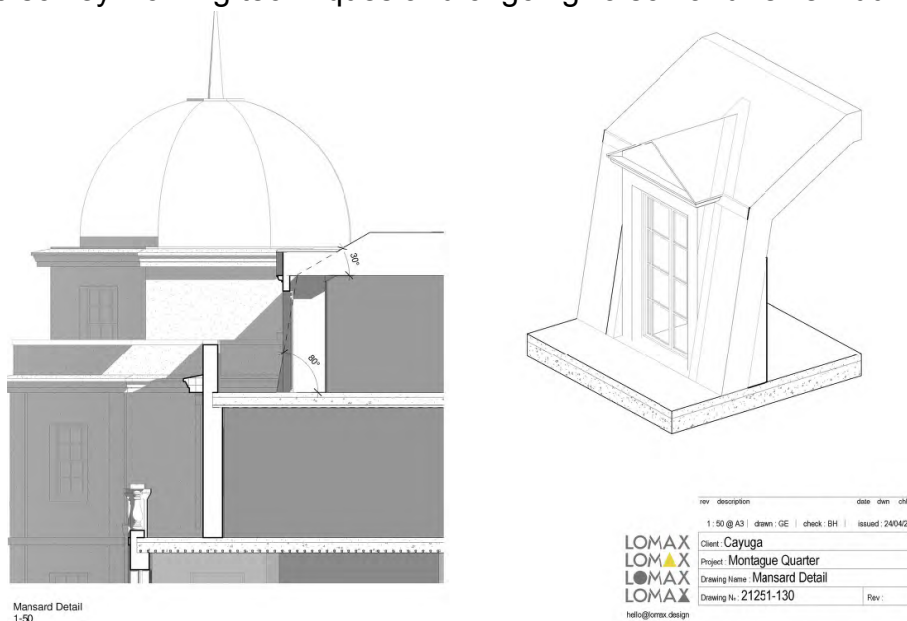 30°
80°
Mansard Detail
1-50
rev description date dwn
1 : 50 @ A3 | drawn : GE | check : BH | issued : 24/04/2
LOMAX
LOMAX
LOMAX
LOMAX
Client : Cayuga
Project : Montague Quarter
Drawing Name : Mansard Detail
Drawing Nº : 21251-130 Rev :
hello@lomax.design